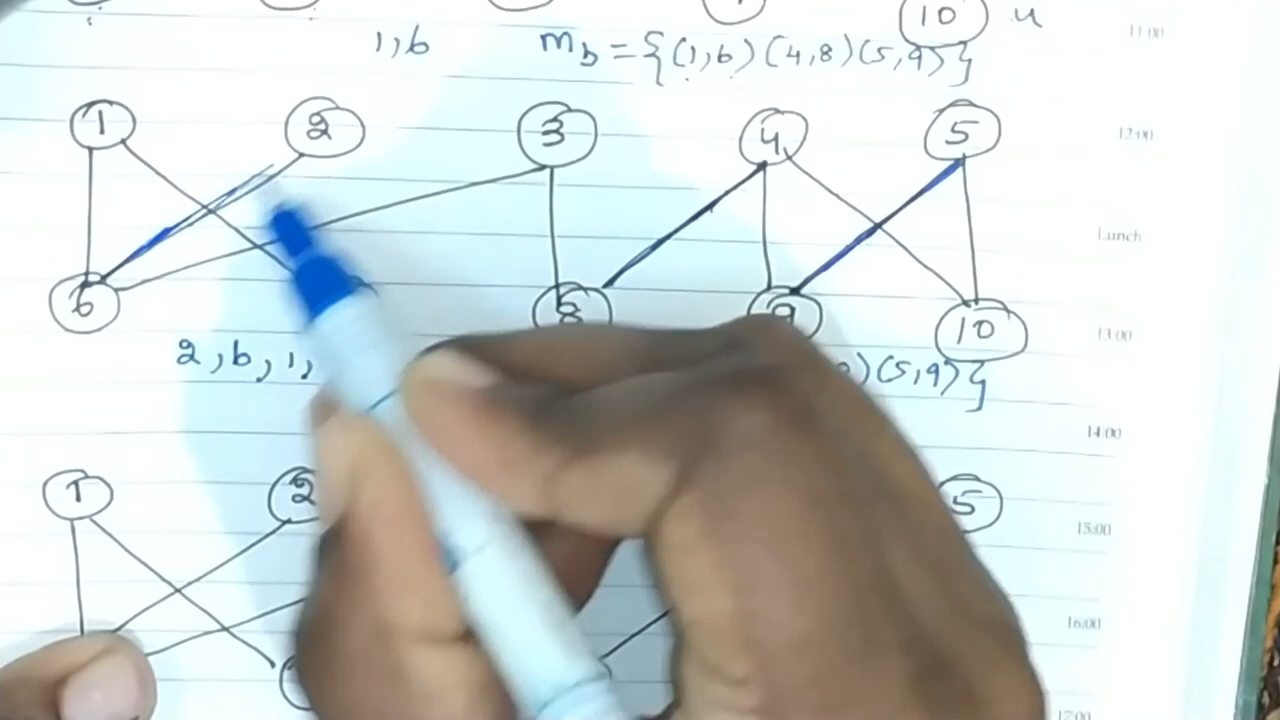 10 u
11:00
1,6 mb = {(1,6)(4,8)(5,9)}
1 2 3 4 5
12:00
Lunch
6 8 9 10
13:00
2,6,1, )(5,9)}
14:00
1 2 5
15:00
16:00
17:00